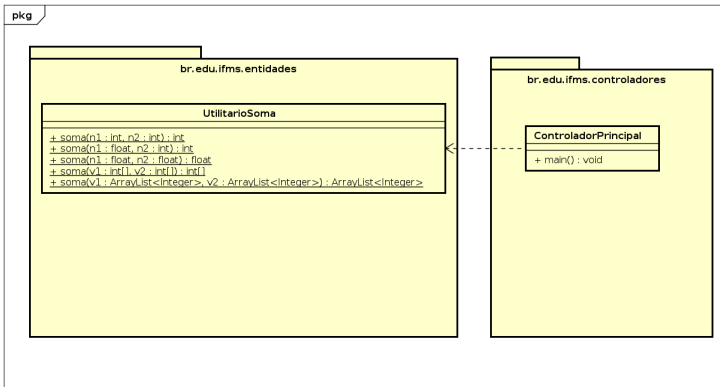 pkg
br.edu.ifms.entidades
UtilitarioSoma
+ soma(n1 : int, n2 : int) : int
+ soma(n1 : float, n2 : int) : int
+ soma(n1 : float, n2 : float) : float
+ soma(v1 : int[], v2 : int[]) : int[]
+ soma(v1 : ArrayList<Integer>, v2 : ArrayList<Integer>) : ArrayList<Integer>
br.edu.ifms.controladores
ControladorPrincipal
+ main() : void